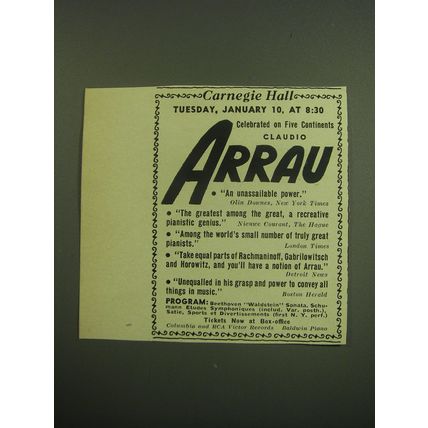 Carnegie Hall
TUESDAY, JANUARY 10, AT 8:30
Celebrated on Five Continents
CLAUDIO
ARRAU
• "An unassailable power."
Olin Downes, New York Times
• "The greatest among the great, a recreative
pianistic genius." Nieuwe Courant, The Hague
• "Among the world's small number of truly great
pianists." London Times
• "Take equal parts of Rachmaninoff, Gabrilowitsch
and Horowitz, and you'll have a notion of Arrau."
Detroit News
• "Unequalled in his grasp and power to convey all
things in music." Boston Herald
PROGRAM: Beethoven "Waldstein" Sonata, Schu-
mann Etudes Symphoniques (includ. Var. posth.),
Satie, Sports et Divertissements (first N. Y. perf.)
Tickets Now at Box-office
Columbia and RCA Victor Records Baldwin Piano